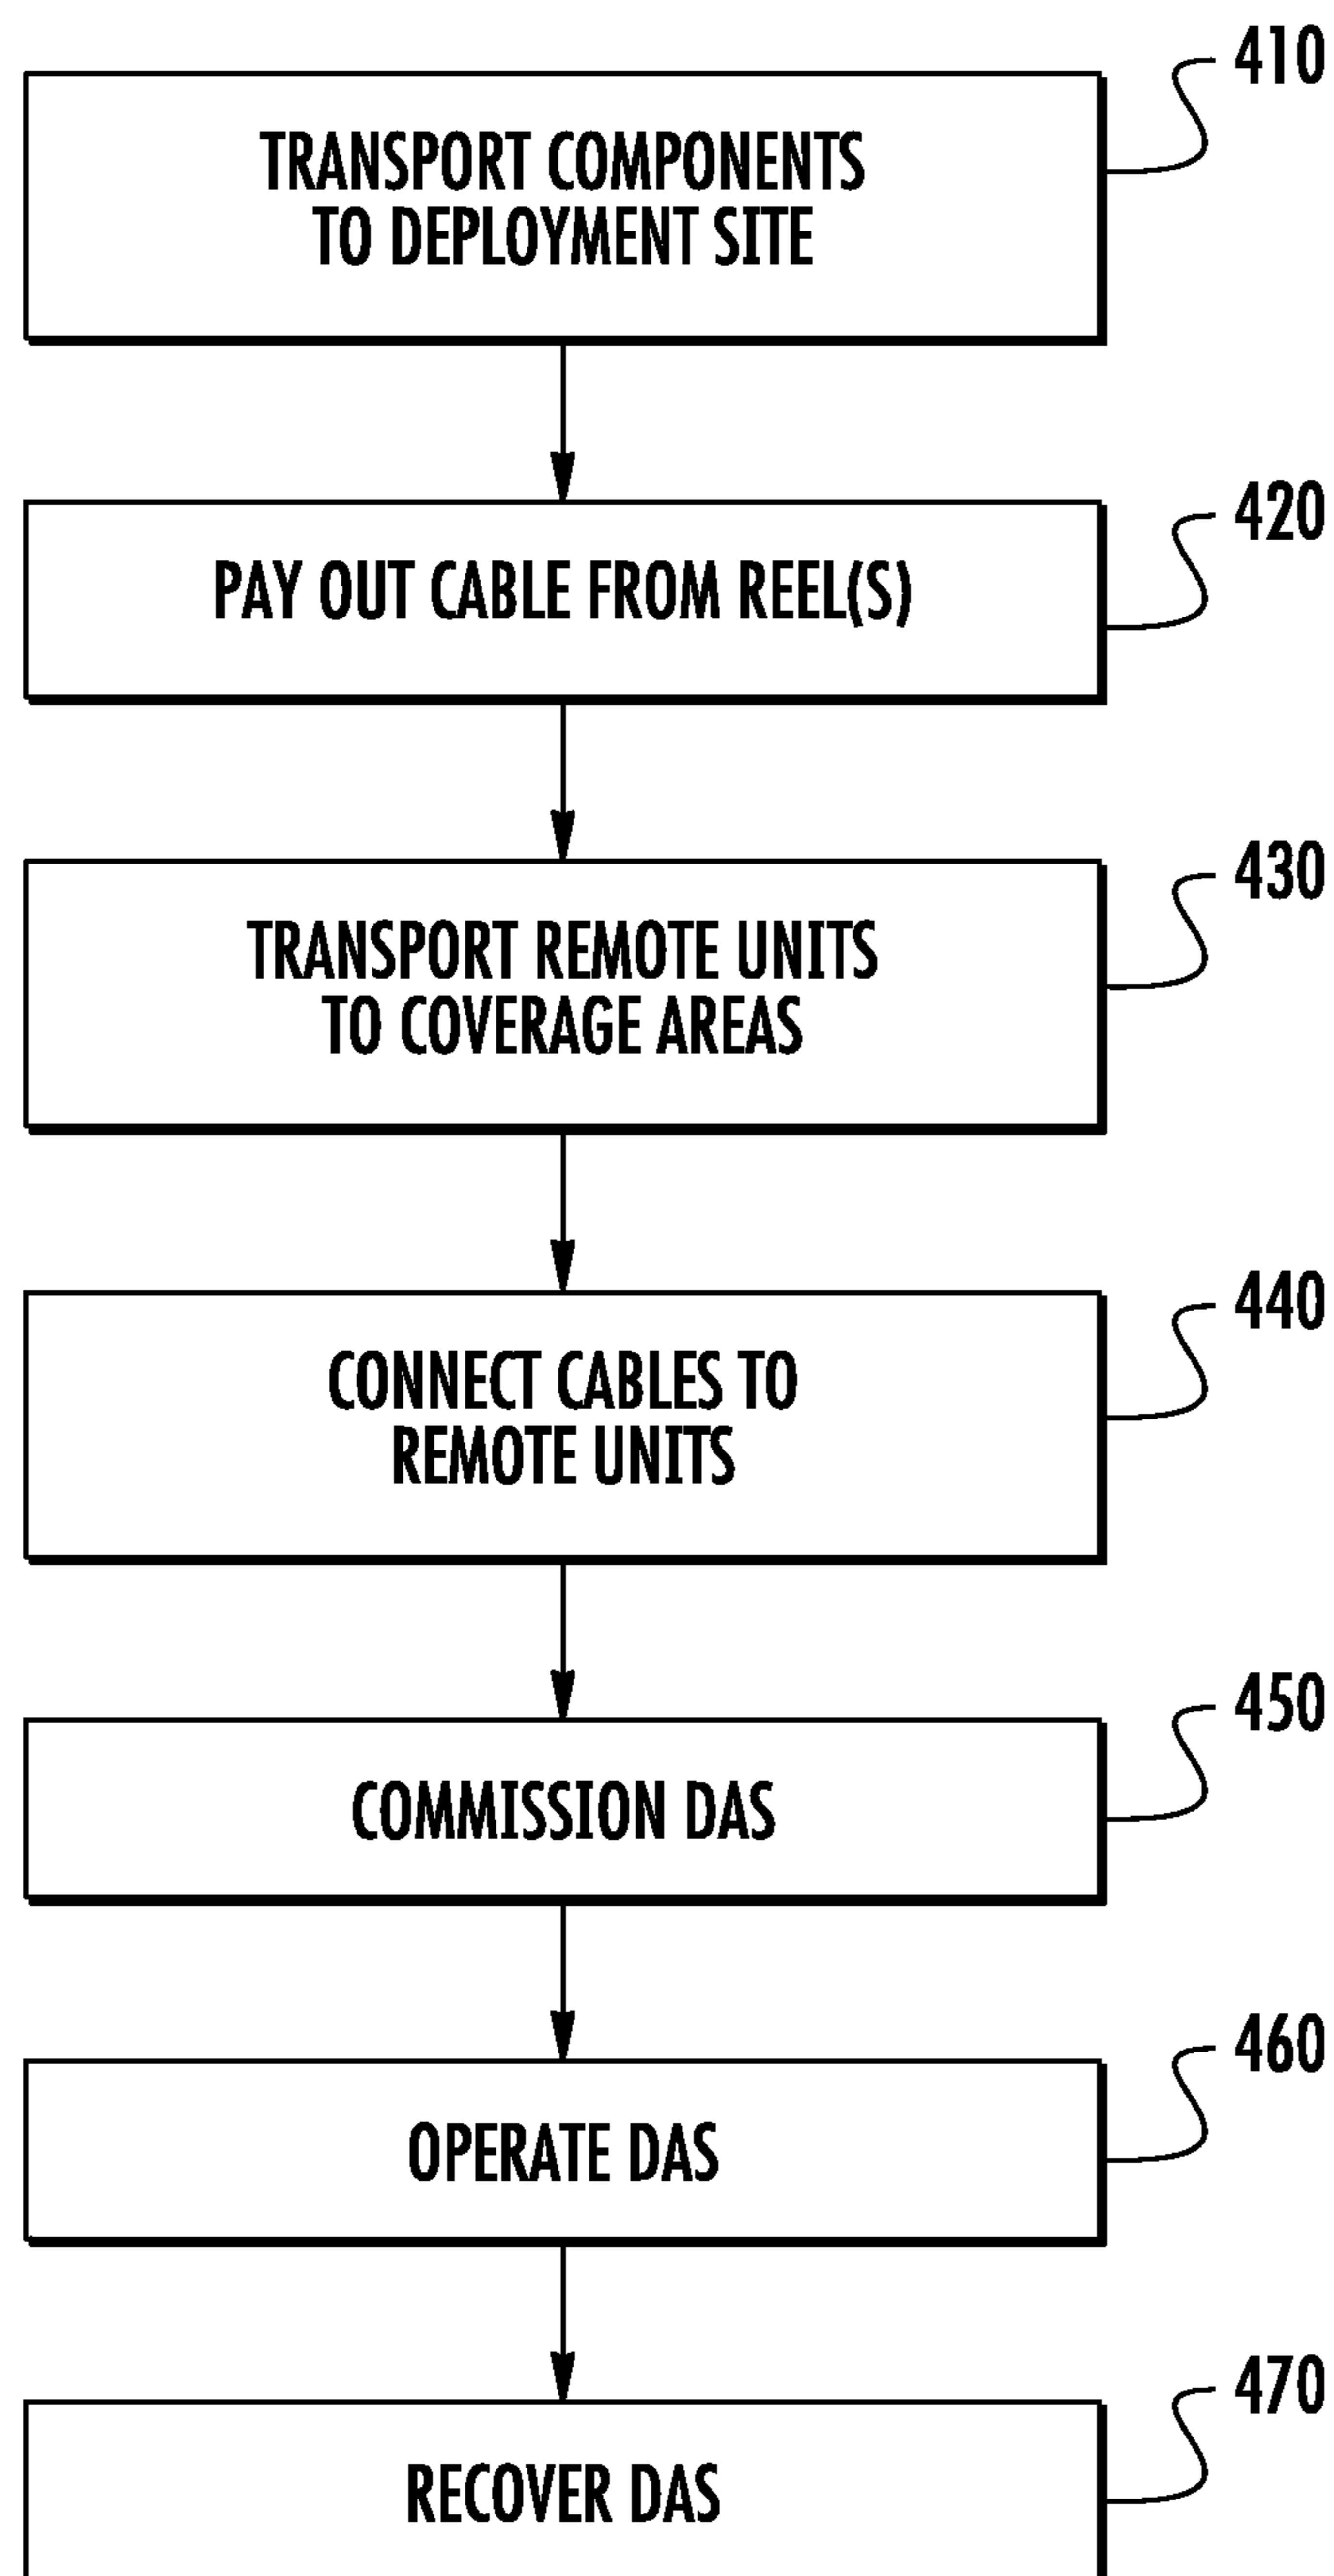 410
TRANSPORT COMPONENTS
TO DEPLOYMENT SITE
420
PAY OUT CABLE FROM REEL(S)
430
TRANSPORT REMOTE UNITS
TO COVERAGE AREAS
440
CONNECT CABLES TO
REMOTE UNITS
450
COMMISSION DAS
460
OPERATE DAS
470
RECOVER DAS